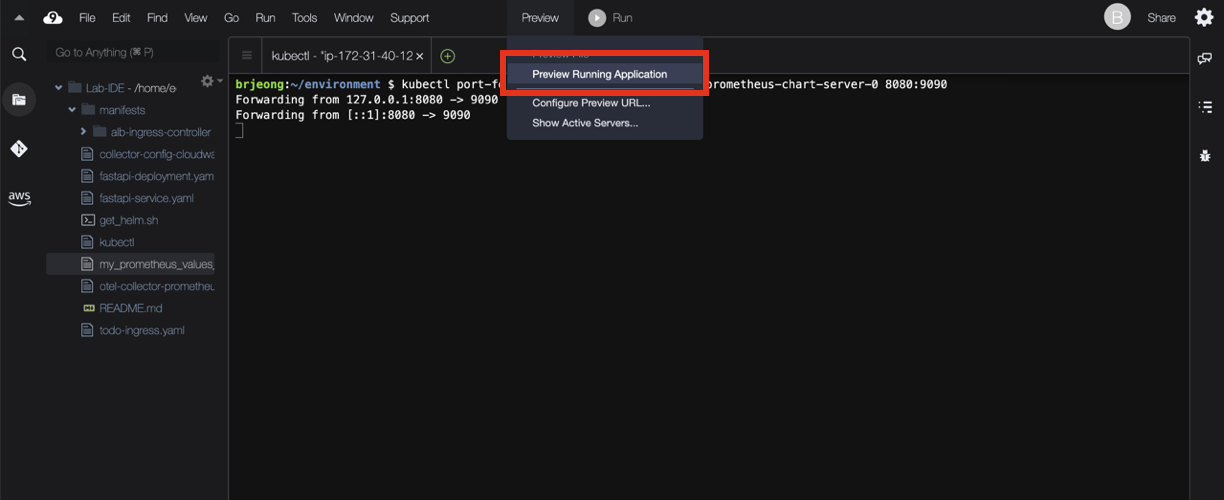 File Edit Find View Go Run Tools Window Support Preview Run B Share
Go to Anything (⌘ P)
kubectl - "ip-172-31-40-12 ×
Lab-IDE - /home/e
manifests
alb-ingress-controller
collector-config-cloudwa
fastapi-deployment.yam
fastapi-service.yaml
get_helm.sh
kubectl
my_prometheus_values_
otel-collector-prometheu
README.md
todo-ingress.yaml
aws
brjeong:~/environment $ kubectl port-fo
prometheus-chart-server-0 8080:9090
Forwarding from 127.0.0.1:8080 -> 9090
Forwarding from [::1]:8080 -> 9090
Preview File
Preview Running Application
Configure Preview URL...
Show Active Servers...